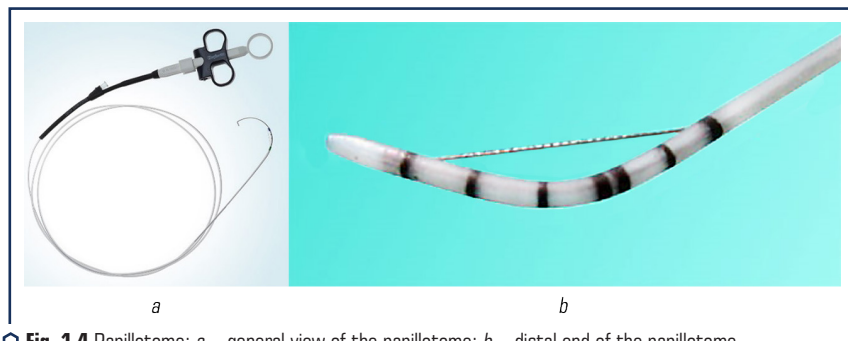 a
b
Fig. 1.4 Papillotome: a – general view of the papillotome; b – distal end of the papillotome